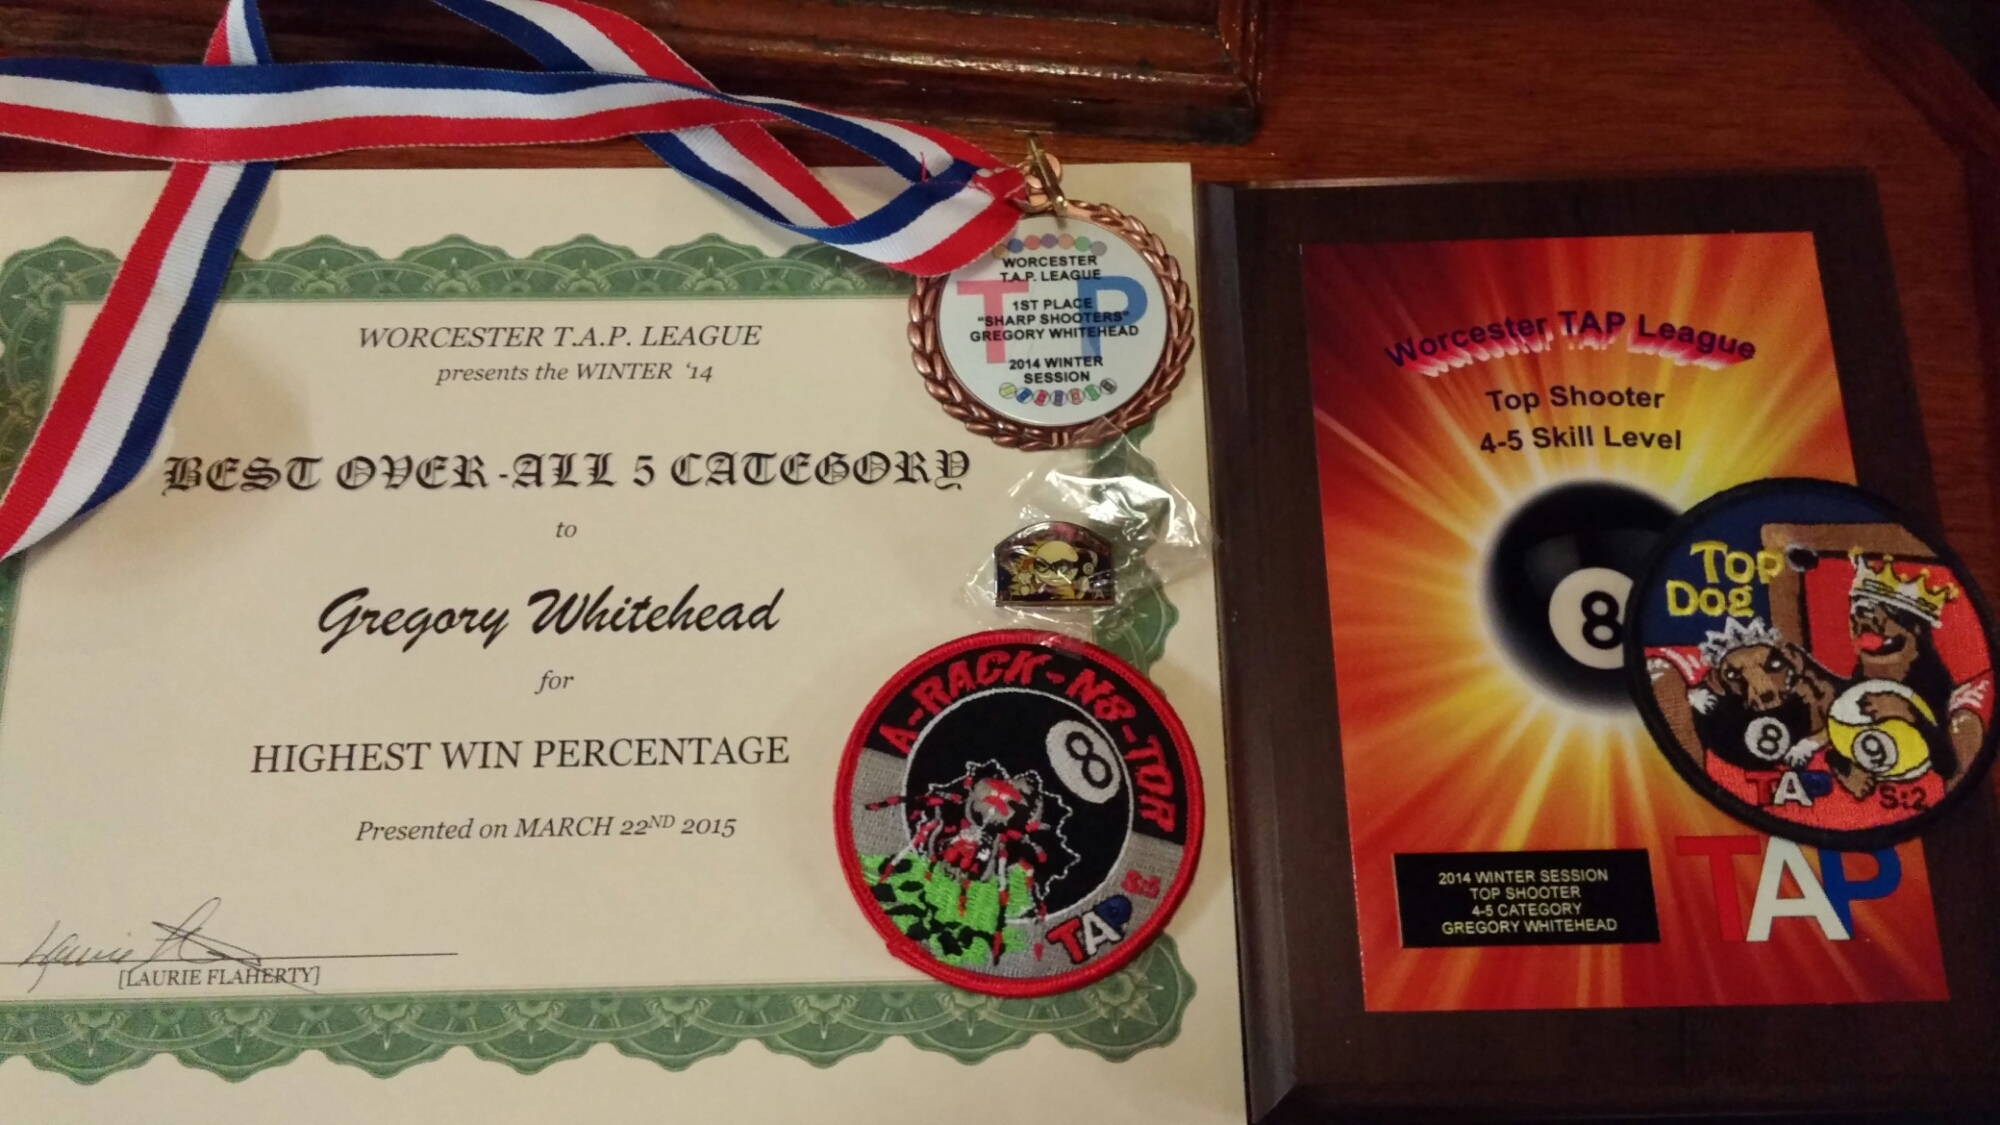 WORCESTER T.A.P. LEAGUE
presents the WINTER ‘14
BEST OVER-ALL 5 CATEGORY
to
Gregory Whitehead
for
HIGHEST WIN PERCENTAGE
Presented on MARCH 22ND 2015
[LAURIE FLAHERTY]
WORCESTER
T.A.P. LEAGUE
T P
1ST PLACE
"SHARP SHOOTERS"
GREGORY WHITEHEAD
2014 WINTER
SESSION
A-RACK-N8-TOR
8
S:5
TAP
Worcester TAP League
Top Shooter
4-5 Skill Level
8
Top
Dog
8
9
TAP
S:2
TAP
2014 WINTER SESSION
TOP SHOOTER
4-5 CATEGORY
GREGORY WHITEHEAD